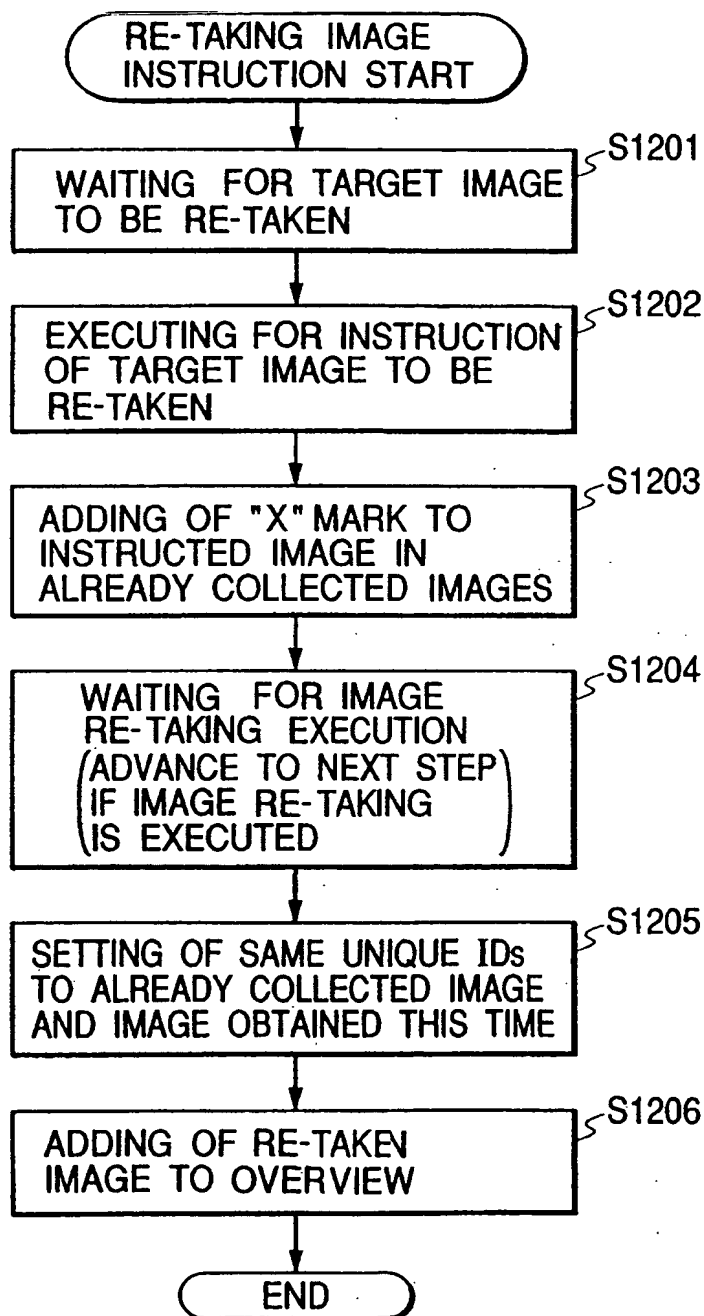 RE-TAKING IMAGE
INSTRUCTION START
S1201
WAITING FOR TARGET IMAGE
TO BE RE-TAKEN
S1202
EXECUTING FOR INSTRUCTION
OF TARGET IMAGE TO BE
RE-TAKEN
S1203
ADDING OF "X" MARK TO
INSTRUCTED IMAGE IN
ALREADY COLLECTED IMAGES
S1204
WAITING FOR IMAGE
RE-TAKING EXECUTION
(ADVANCE TO NEXT STEP
IF IMAGE RE-TAKING
IS EXECUTED)
S1205
SETTING OF SAME UNIQUE IDs
TO ALREADY COLLECTED IMAGE
AND IMAGE OBTAINED THIS TIME
S1206
ADDING OF RE-TAKEN
IMAGE TO OVERVIEW
END